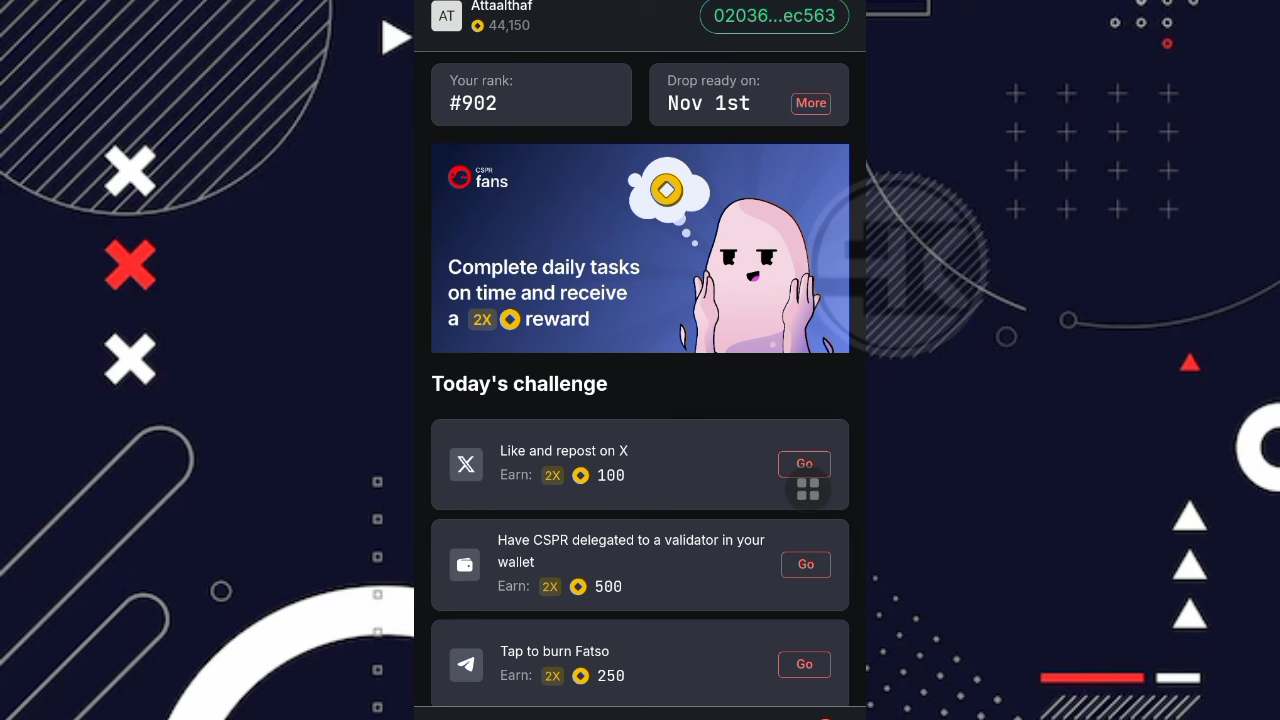 AT
Attaalthaf
44,150
02036...ec563
Your rank:
#902
Drop ready on:
Nov 1st
More
CSPR
fans
Complete daily tasks
on time and receive
a 2X reward
Today's challenge
Like and repost on X
Earn: 2X 100
Go
Have CSPR delegated to a validator in your
wallet
Earn: 2X 500
Go
Tap to burn Fatso
Earn: 2X 250
Go